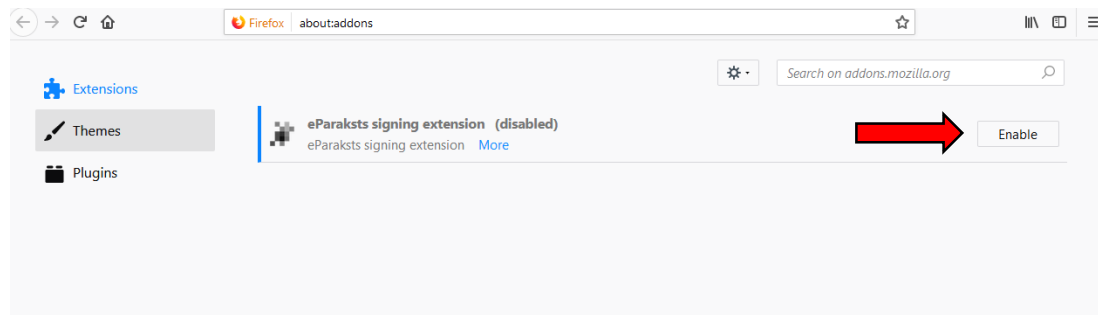 Firefox about:addons
Search on addons.mozilla.org
Extensions
Themes
Plugins
eParaksts signing extension (disabled)
eParaksts signing extension More
Enable